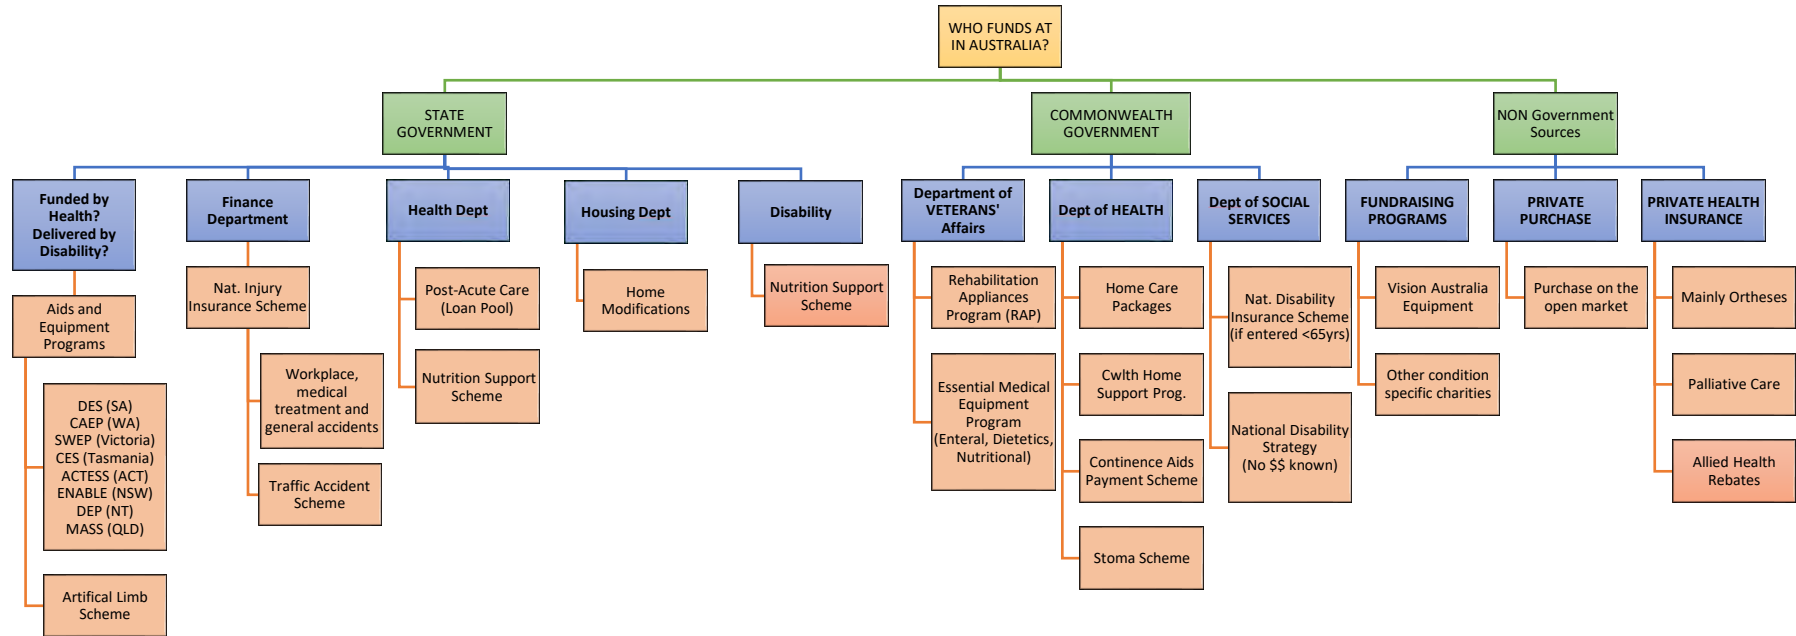 WHO FUNDS AT
IN AUSTRALIA?
STATE
GOVERNMENT
COMMONWEALTH
GOVERNMENT
NON Government
Sources
Funded by
Health?
Delivered by
Disability?
Finance
Department
Health Dept
Housing Dept
Disability
Department of
VETERANS'
Affairs
Dept of HEALTH
Dept of SOCIAL
SERVICES
FUNDRAISING
PROGRAMS
PRIVATE
PURCHASE
PRIVATE HEALTH
INSURANCE
Aids and
Equipment
Programs
DES (SA)
CAEP (WA)
SWEP (Victoria)
CES (Tasmania)
ACTESS (ACT)
ENABLE (NSW)
DEP (NT)
MASS (QLD)
Artifical Limb
Scheme
Nat. Injury
Insurance Scheme
Workplace,
medical
treatment and
general accidents
Traffic Accident
Scheme
Post-Acute Care
(Loan Pool)
Nutrition Support
Scheme
Home
Modifications
Nutrition Support
Scheme
Rehabilitation
Appliances
Program (RAP)
Essential Medical
Equipment
Program
(Enteral, Dietetics,
Nutritional)
Home Care
Packages
Cwlth Home
Support Prog.
Continence Aids
Payment Scheme
Stoma Scheme
Nat. Disability
Insurance Scheme
(if entered <65yrs)
National Disability
Strategy
(No $$ known)
Vision Australia
Equipment
Other condition
specific charities
Purchase on the
open market
Mainly Ortheses
Palliative Care
Allied Health
Rebates